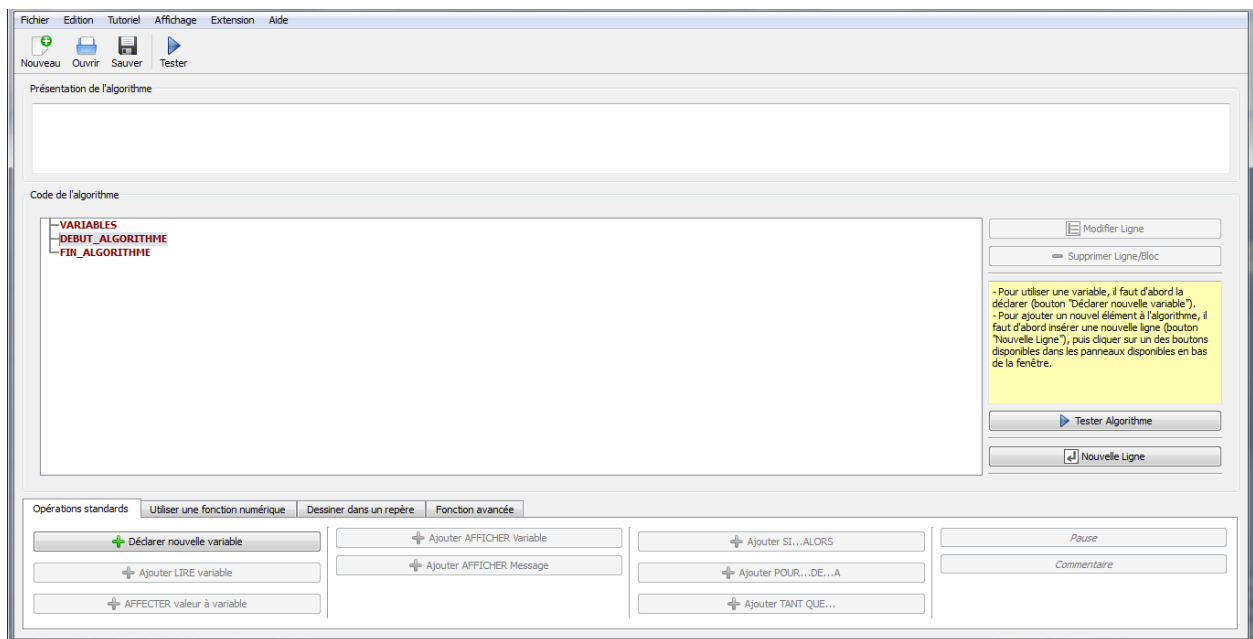 Fichier Edition Tutoriel Affichage Extension Aide
Nouveau Ouvrir Sauver Tester
Présentation de l'algorithme
Code de l'algorithme
VARIABLES
DEBUT_ALGORITHME
FIN_ALGORITHME
Modifier Ligne
Supprimer Ligne/Bloc
- Pour utiliser une variable, il faut d'abord la
déclarer (bouton "Déclarer nouvelle variable").
- Pour ajouter un nouvel élément à l'algorithme, il
faut d'abord insérer une nouvelle ligne (bouton
"Nouvelle Ligne"), puis cliquer sur un des boutons
disponibles dans les panneaux disponibles en bas
de la fenêtre.
Tester Algorithme
Nouvelle Ligne
Opérations standards Utiliser une fonction numérique Dessiner dans un repère Fonction avancée
Déclarer nouvelle variable
Ajouter LIRE variable
AFFECTER valeur à variable
Ajouter AFFICHER Variable
Ajouter AFFICHER Message
Ajouter SI...ALORS
Ajouter POUR...DE...A
Ajouter TANT QUE...
Pause
Commentaire